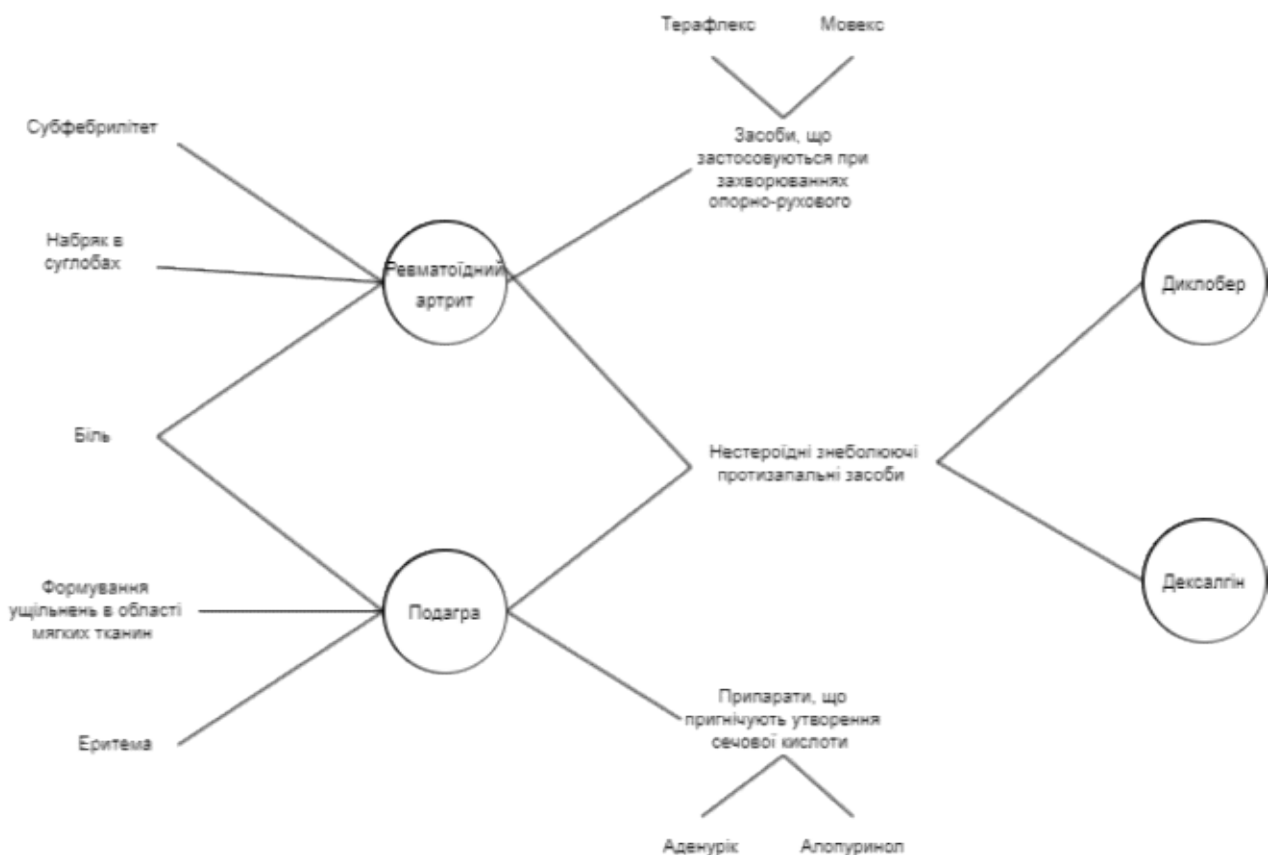 Терафлекс
Мовекс
Субфебрилітет
Засоби, що
застосовуються при
захворюваннях
опорно-рухового
Набряк в
суглобах
Ревматоїдний
артрит
Диклобер
Біль
Нестероїдні знеболюючі
протизапальні засоби
Формування
ущільнень в області
мягких тканин
Подагра
Дексалгін
Еритема
Припарати, що
пригнічують утворення
сечової кислоти
Аденурік
Алопуринол